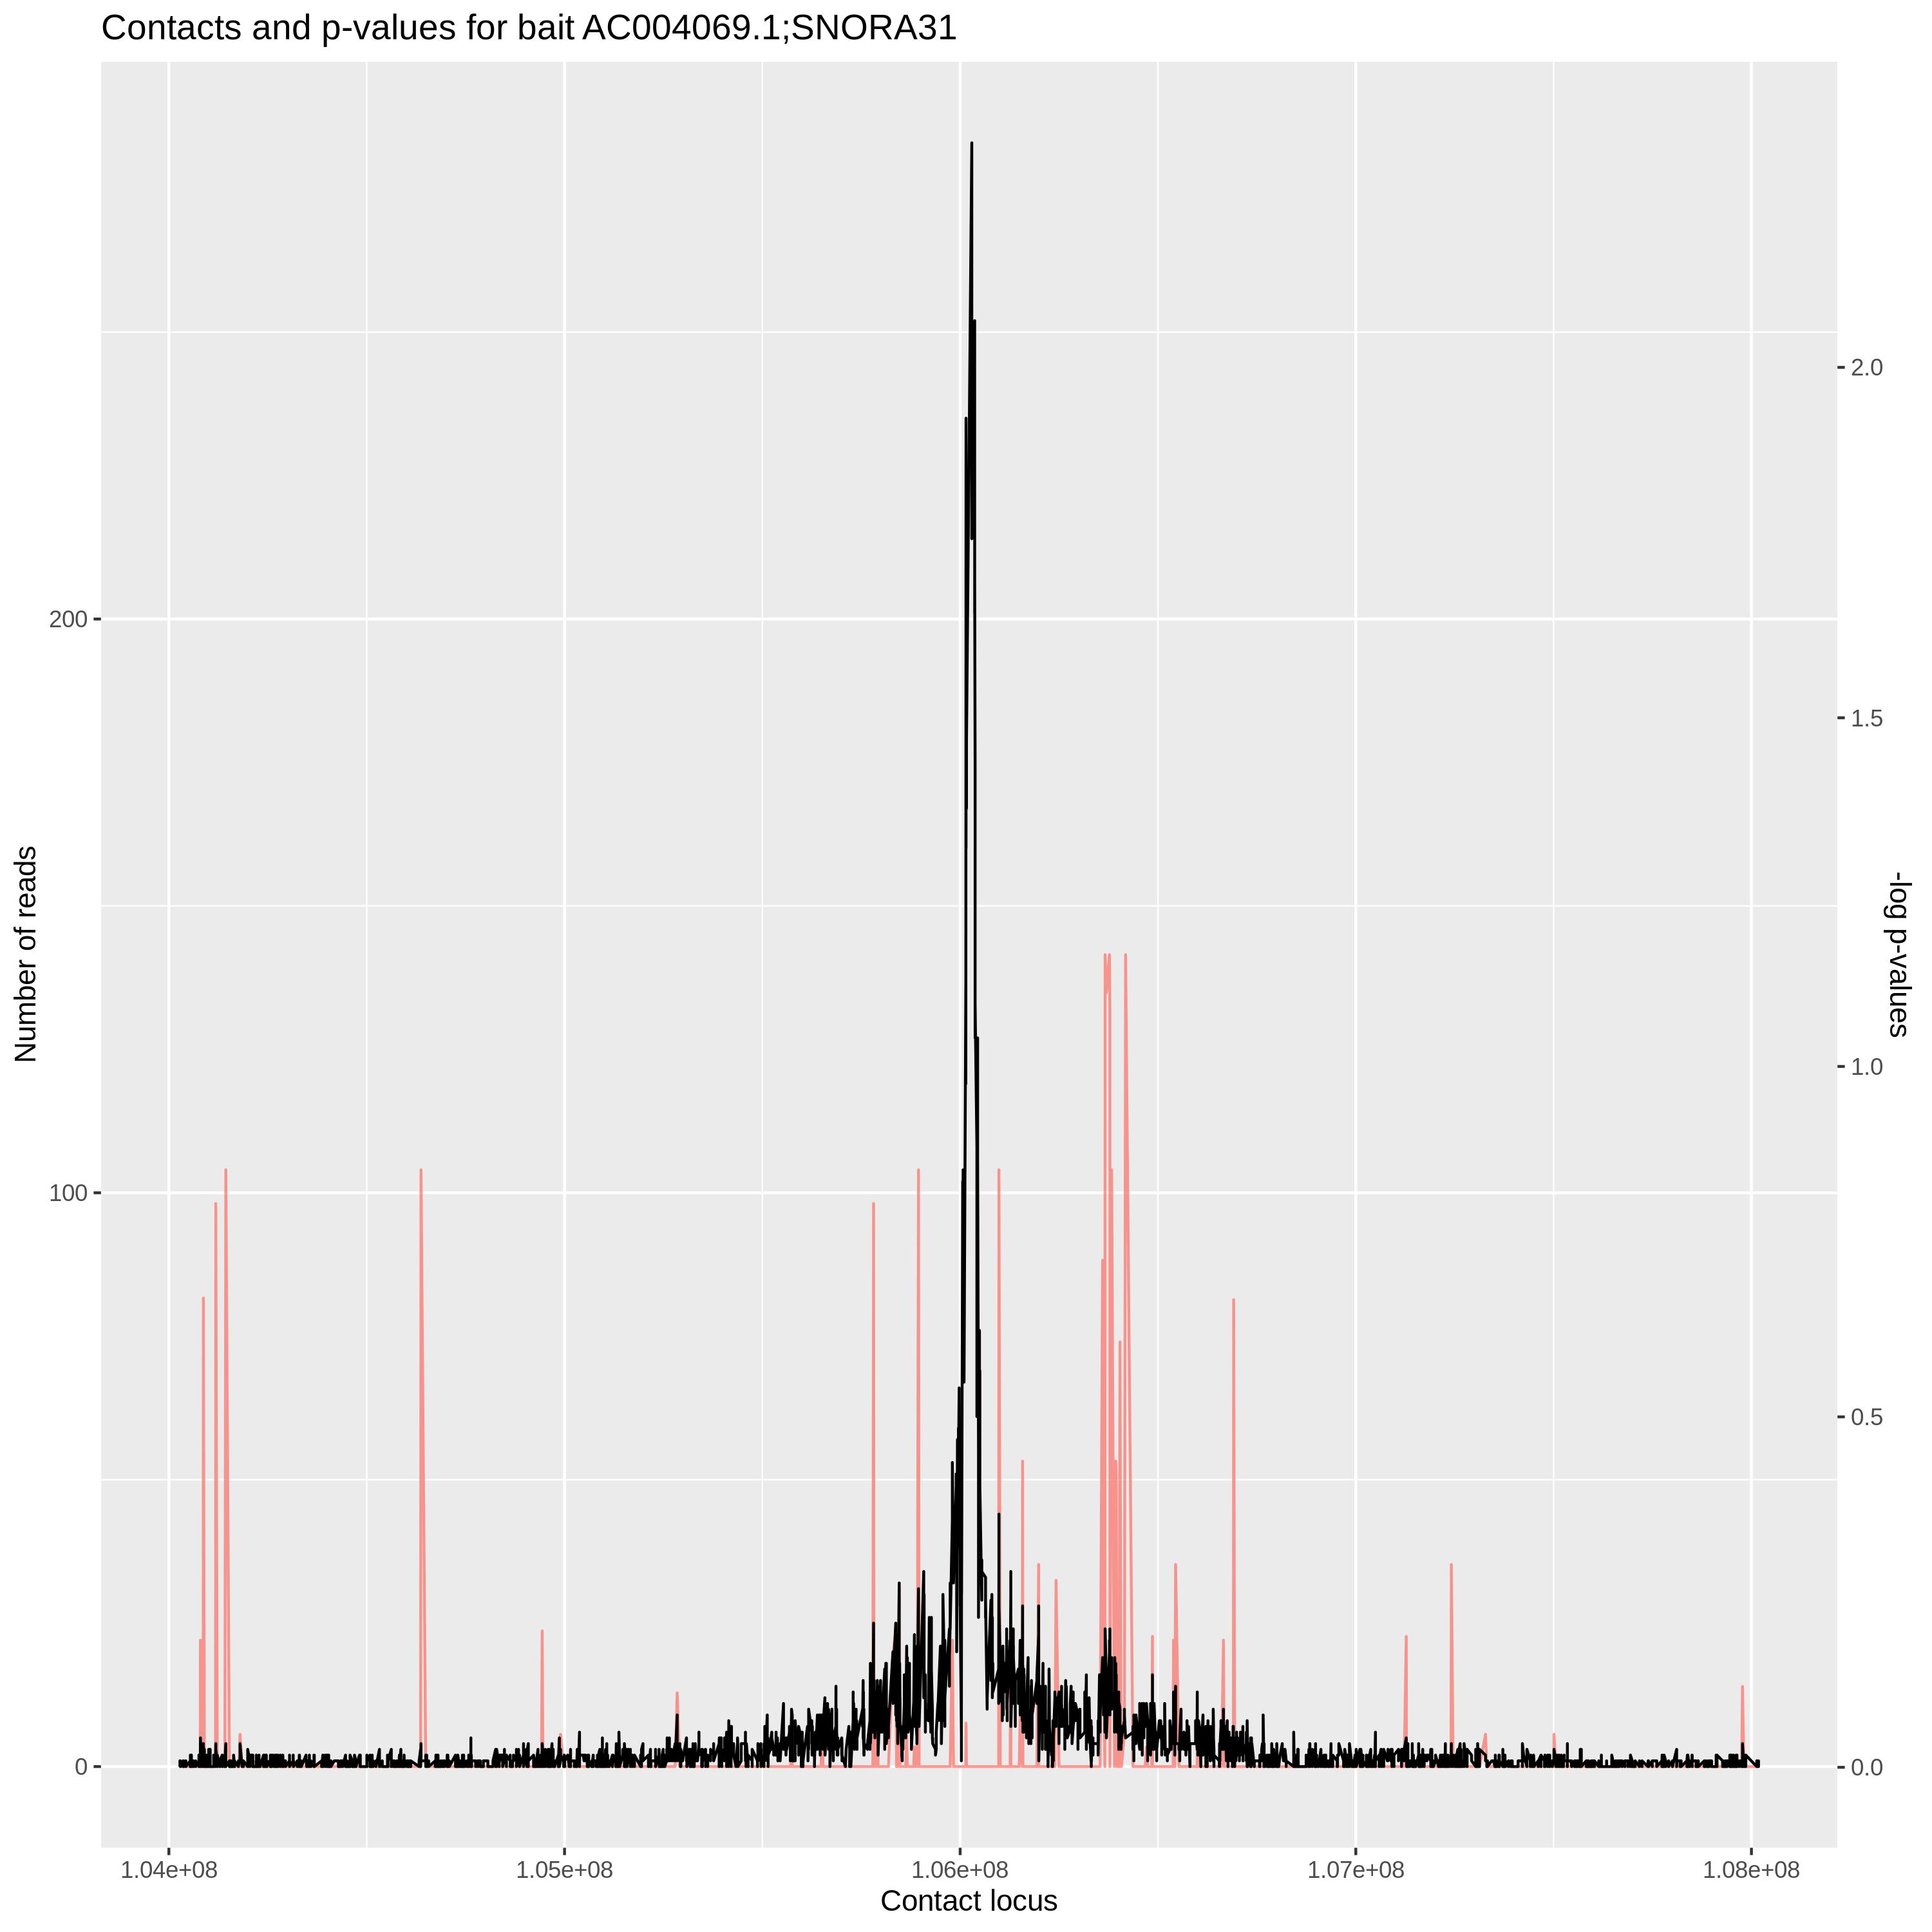 Contacts and p-values for bait AC004069.1;SNORA31
Number of reads
200
100
0
2.0
1.5
1.0
0.5
0.0
-log p-values
1.04e+08
1.05e+08
1.06e+08
1.07e+08
1.08e+08
Contact locus